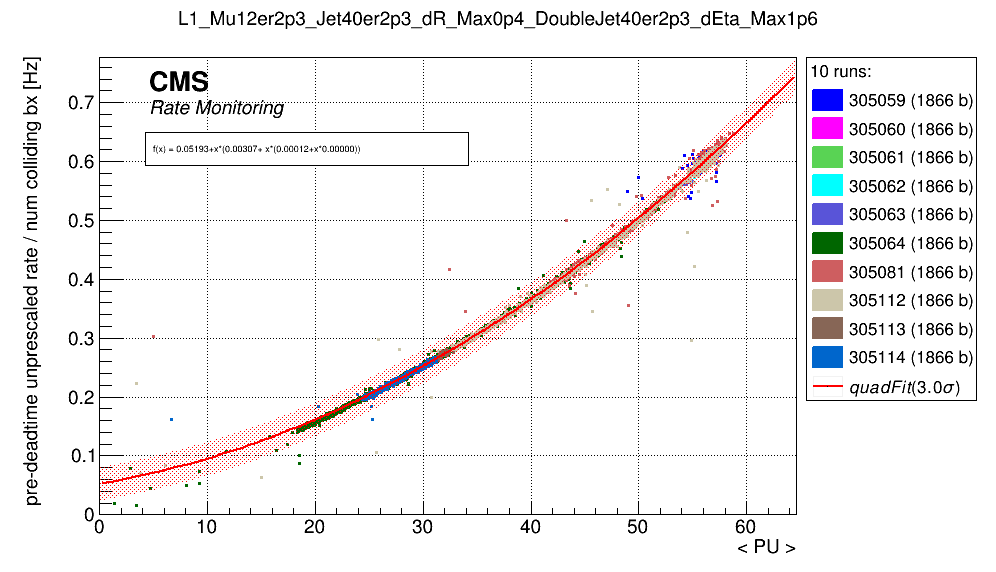 L1_Mu12er2p3_Jet40er2p3_dR_Max0p4_DoubleJet40er2p3_dEta_Max1p6
pre-deadtime unprescaled rate / num colliding bx [Hz]
CMS
Rate Monitoring
f(x) = 0.05193+x*(0.00307+ x*(0.00012+x*0.00000))
0.7
0.6
0.5
0.4
0.3
0.2
0.1
0
0 10 20 30 40 50 60
< PU >
10 runs:
305059 (1866 b)
305060 (1866 b)
305061 (1866 b)
305062 (1866 b)
305063 (1866 b)
305064 (1866 b)
305081 (1866 b)
305112 (1866 b)
305113 (1866 b)
305114 (1866 b)
quadFit(3.0σ)